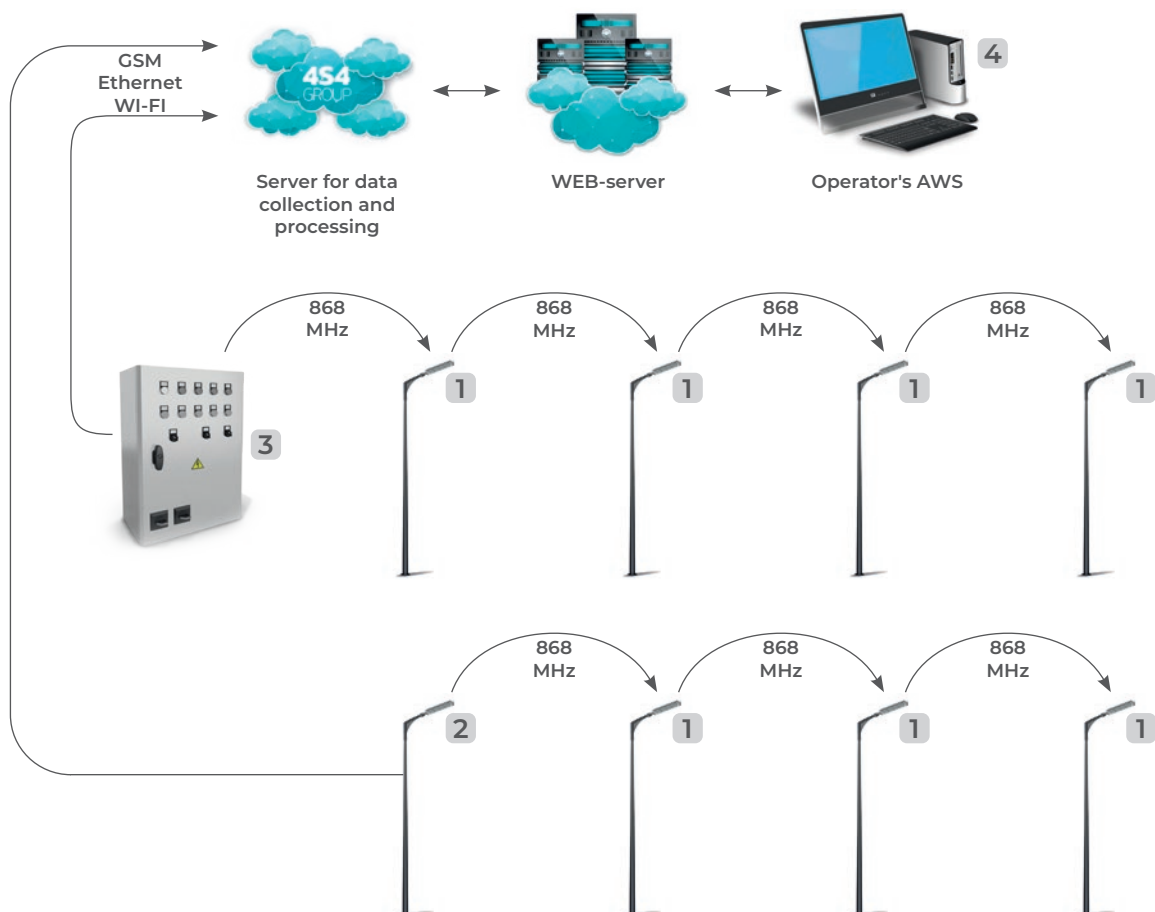 GSM
Ethernet
WI-FI
4S4
GROUP
4
Server for data
collection and
processing
WEB-server
Operator's AWS
868
MHz
868
MHz
868
MHz
868
MHz
1
1
1
1
3
868
MHz
868
MHz
868
MHz
2
1
1
1